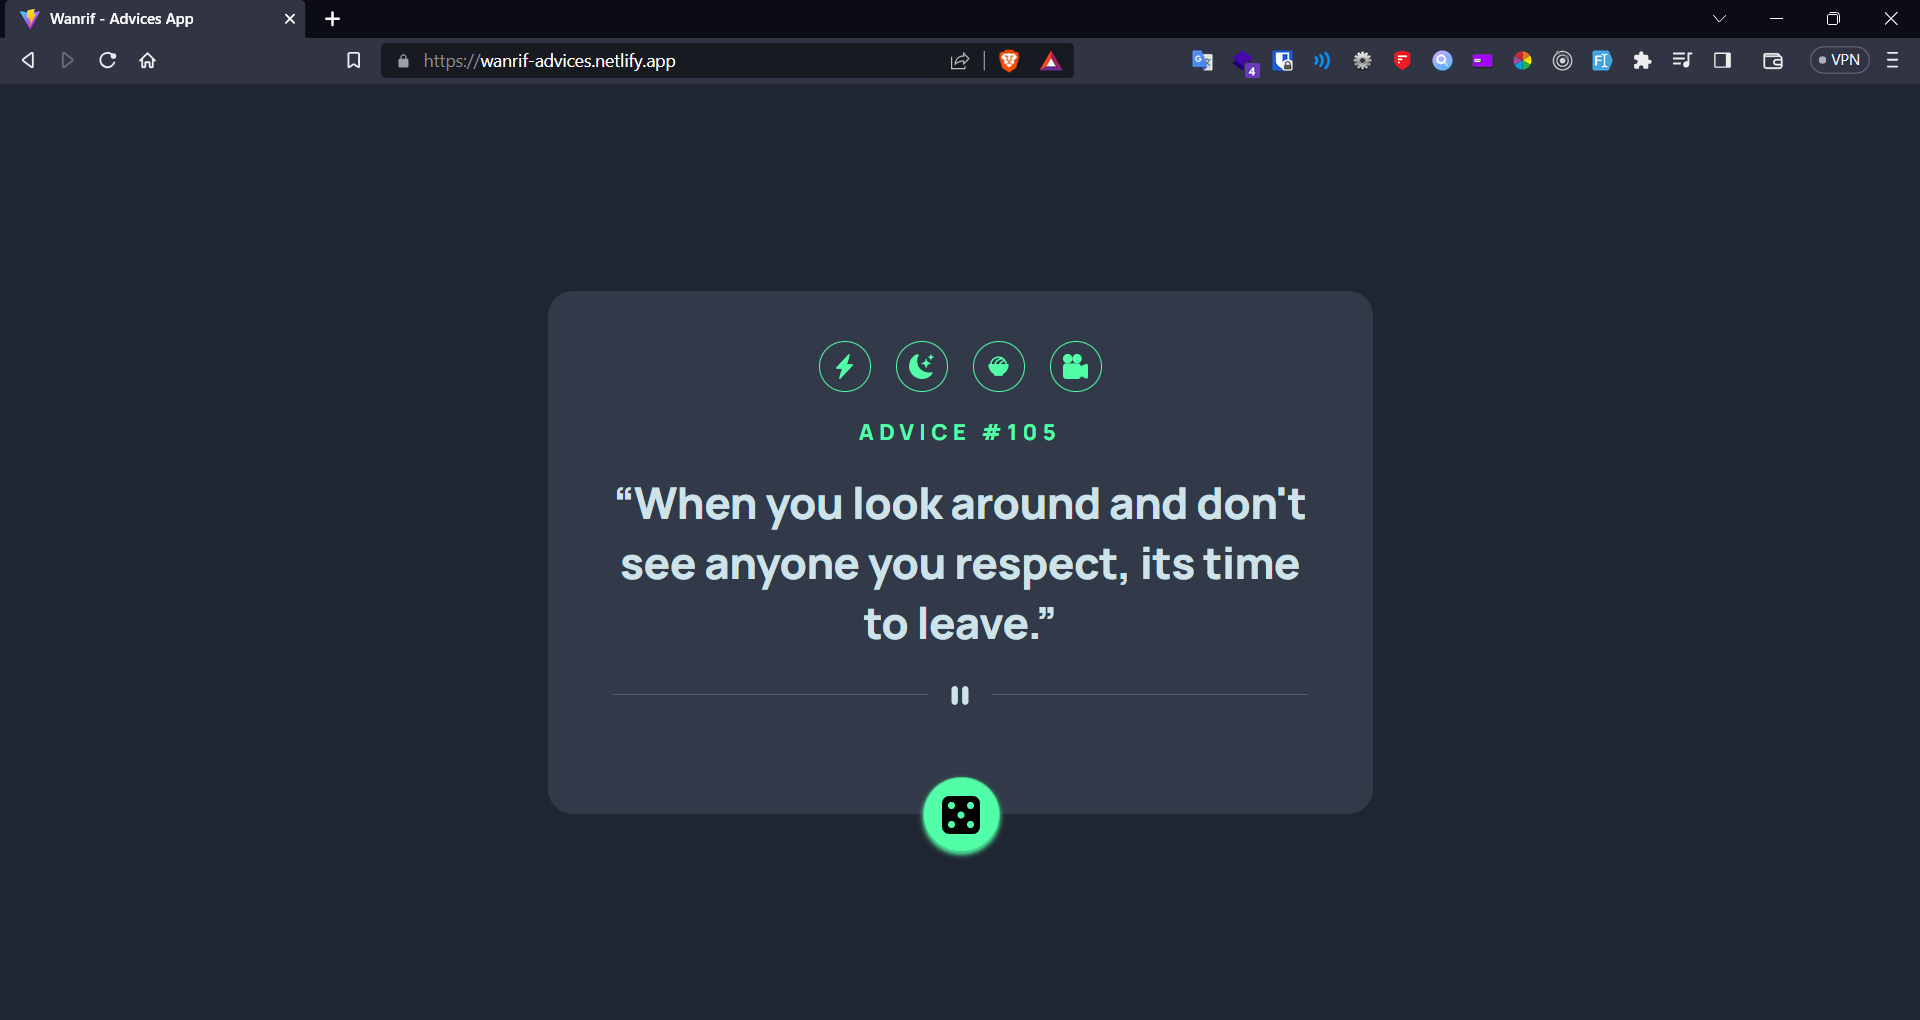 Wanrif - Advices App
https://wanrif-advices.netlify.app
4
VPN
ADVICE #105
“When you look around and don't
see anyone you respect, its time
to leave.”